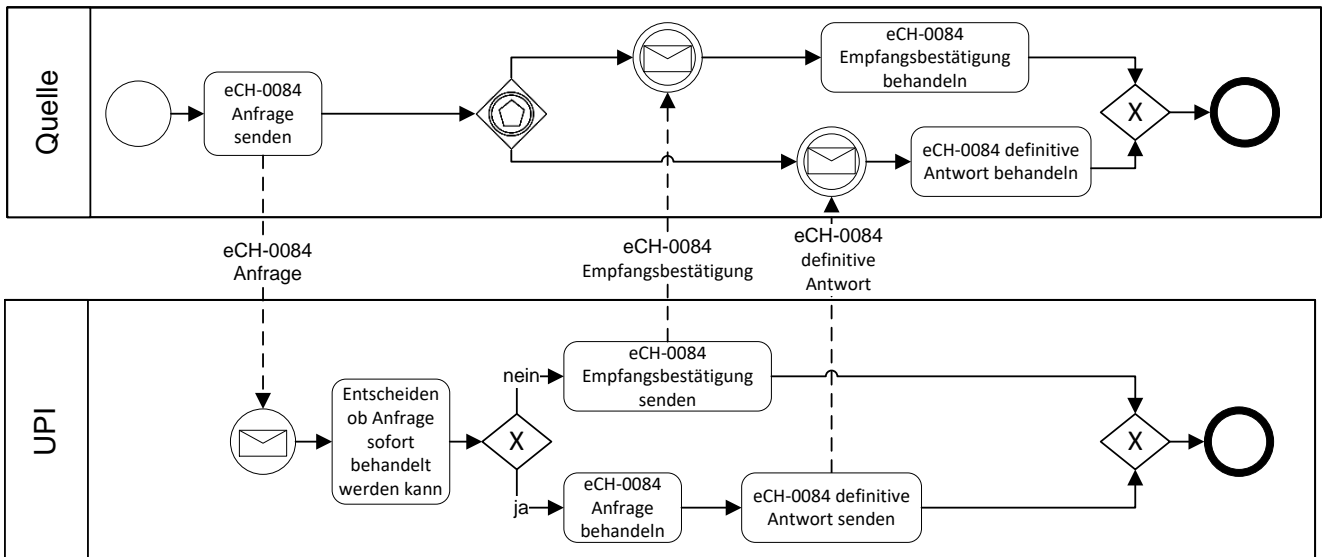 Quelle
eCH-0084
Anfrage
senden
eCH-0084
Empfangsbestätigung
behandeln
eCH-0084 definitive
Antwort behandeln
X
eCH-0084
Anfrage
eCH-0084
Empfangsbestätigung
eCH-0084
definitive
Antwort
UPI
Entscheiden
ob Anfrage
sofort
behandelt
werden kann
X
nein
eCH-0084
Empfangsbestätigung
senden
ja
eCH-0084
Anfrage
behandeln
eCH-0084 definitive
Antwort senden
X